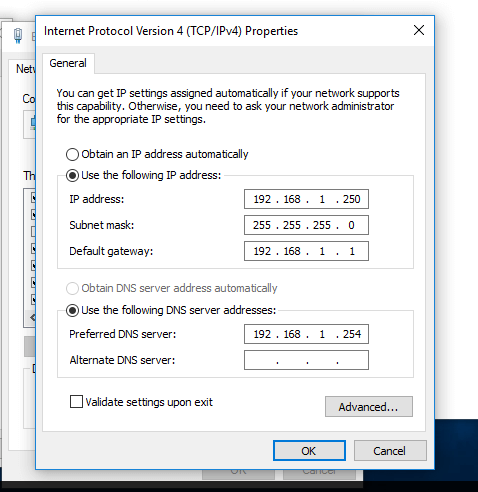 Internet Protocol Version 4 (TCP/IPv4) Properties
General
You can get IP settings assigned automatically if your network supports
this capability. Otherwise, you need to ask your network administrator
for the appropriate IP settings.
Obtain an IP address automatically
Use the following IP address:
IP address: 192 . 168 . 1 . 250
Subnet mask: 255 . 255 . 255 . 0
Default gateway: 192 . 168 . 1 . 1
Obtain DNS server address automatically
Use the following DNS server addresses:
Preferred DNS server: 192 . 168 . 1 . 254
Alternate DNS server: . . .
Validate settings upon exit
Advanced...
OK Cancel
OK Cancel